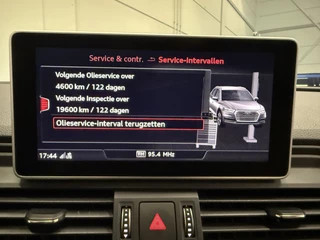 Service & contr. Service-intervallen
Volgende Olieservice over
4600 km / 122 dagen
Volgende Inspectie over
19600 km / 122 dagen
Olieservice-interval terugzetten
17:44 95.4 MHz